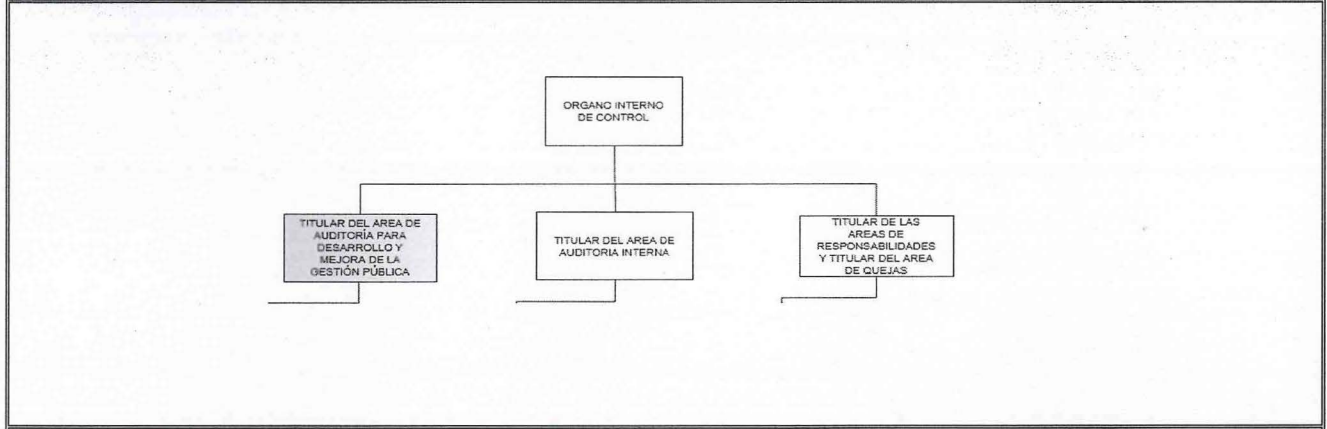 ORGANO INTERNO
DE CONTROL
TITULAR DEL AREA DE
AUDITORÍA PARA
DESARROLLO Y
MEJORA DE LA
GESTIÓN PÚBLICA
TITULAR DEL AREA DE
AUDITORIA INTERNA
TITULAR DE LAS
AREAS DE
RESPONSABILIDADES
Y TITULAR DEL AREA
DE QUEJAS